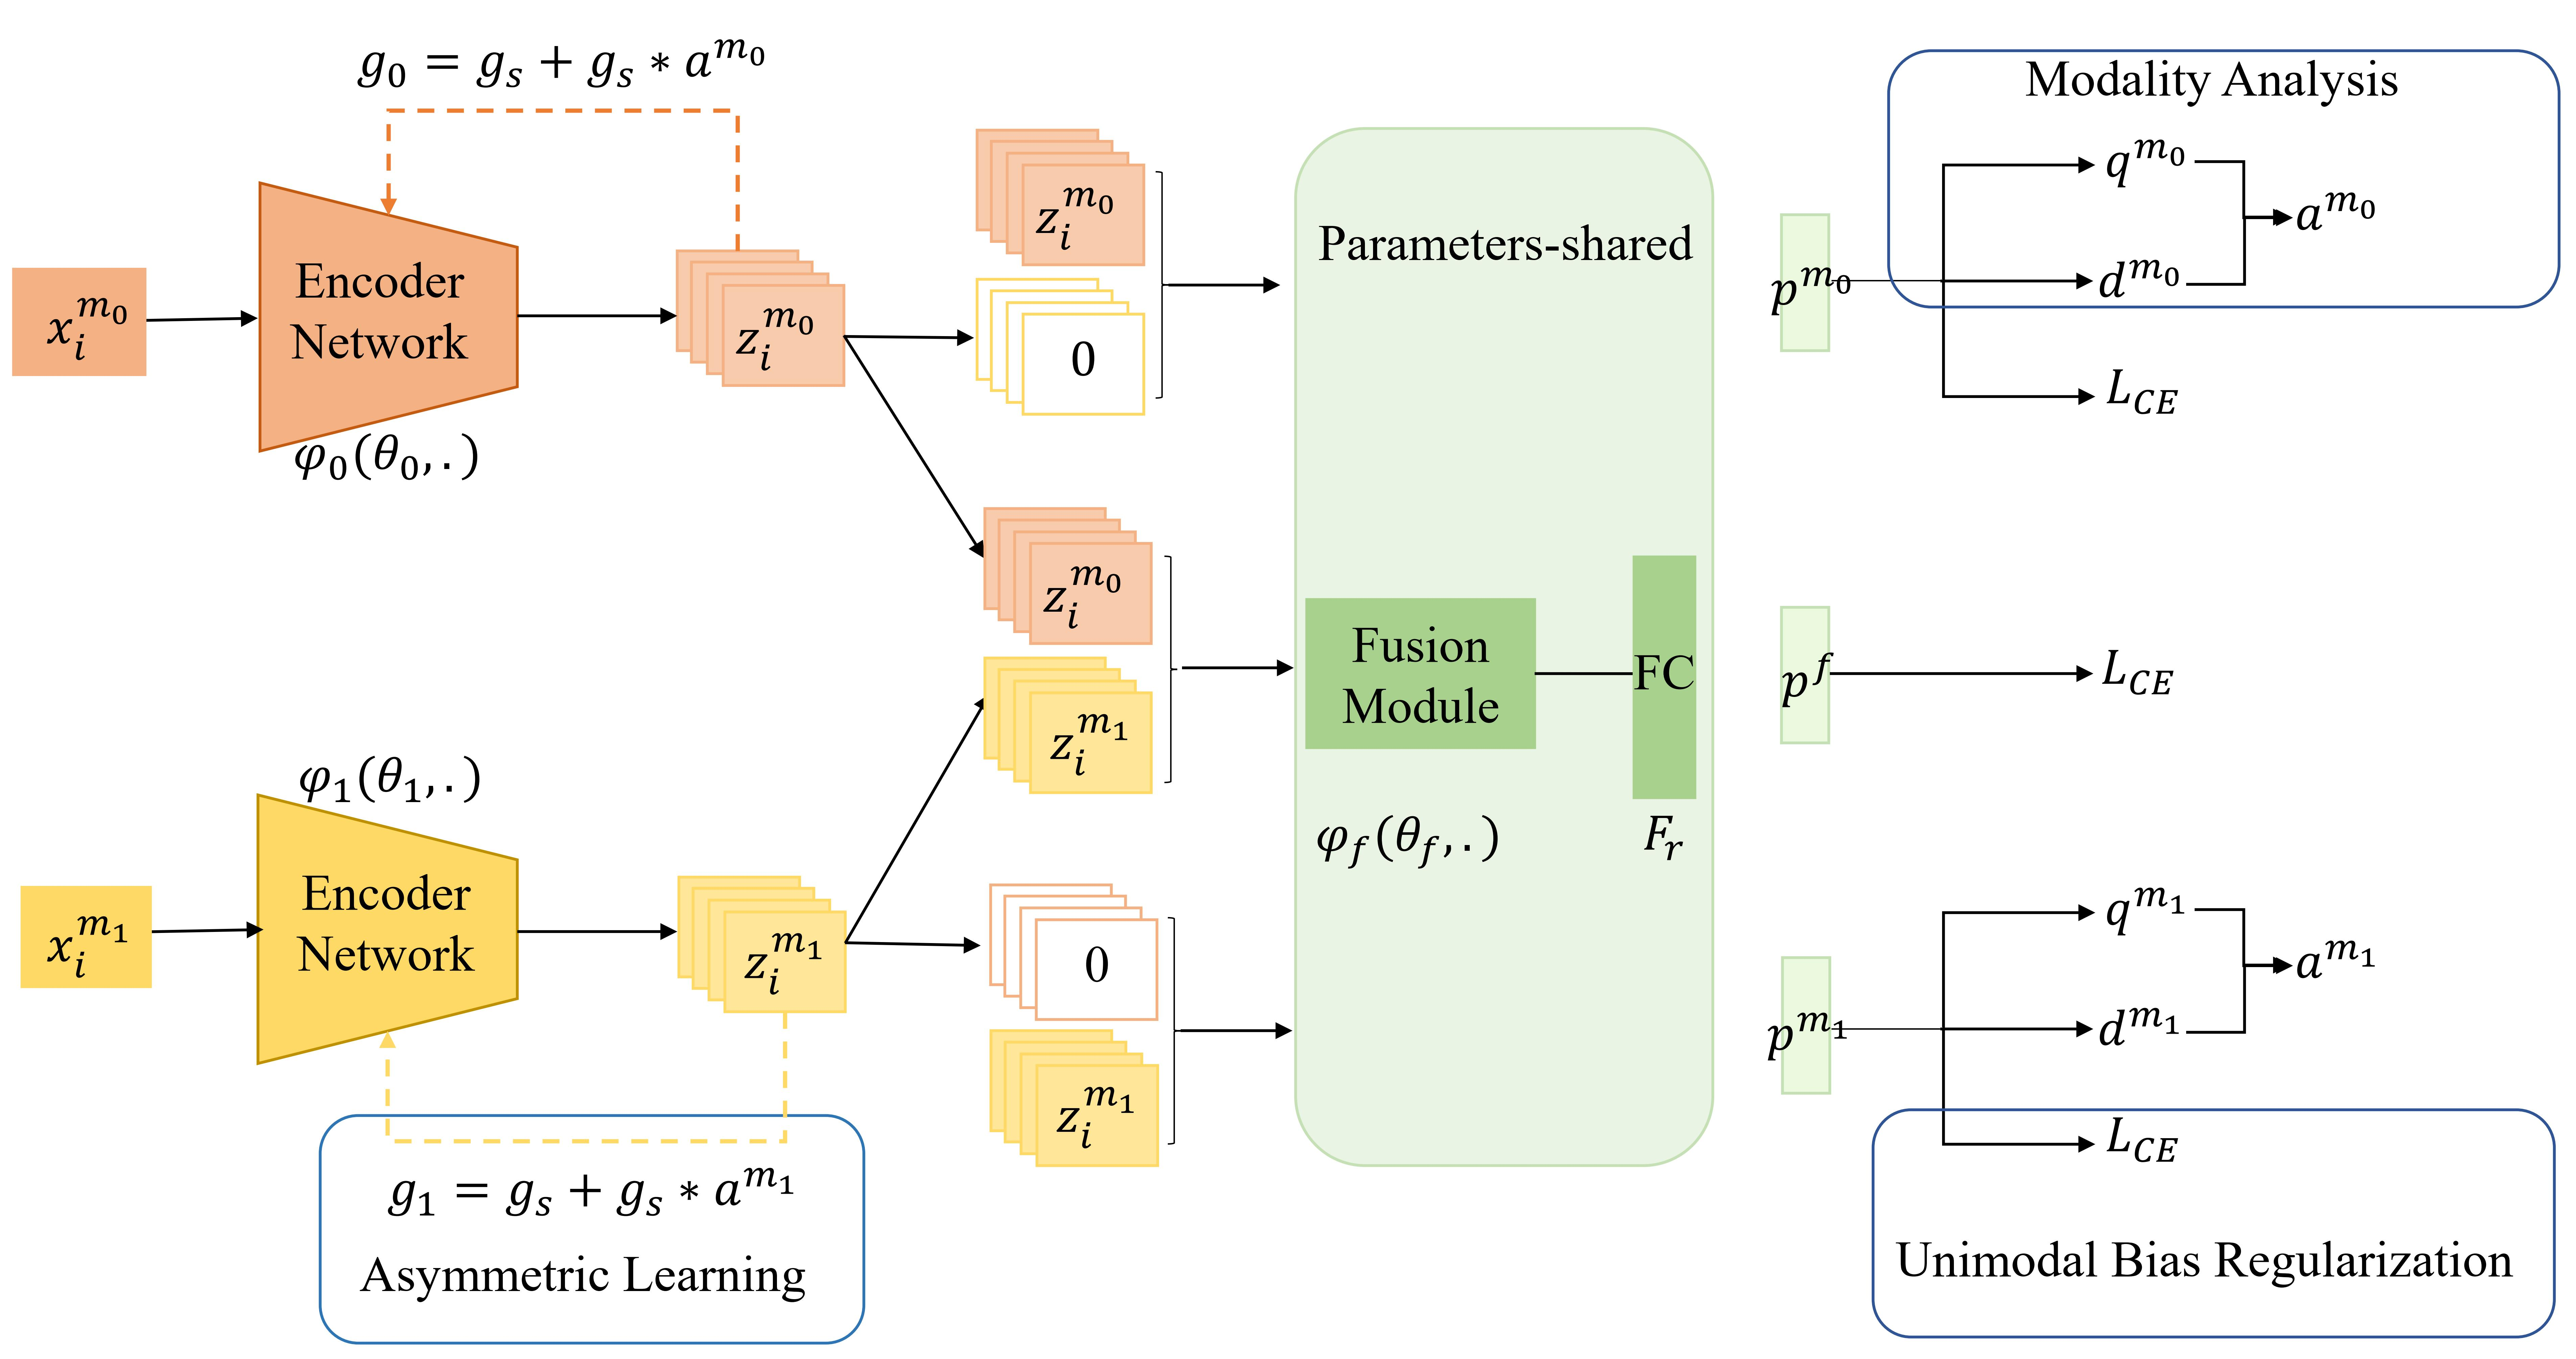 g_0 = g_s + g_s * a^{m_0}
Modality Analysis
q^{m_0}
a^{m_0}
d^{m_0}
p^{m_0}
L_{CE}
x_i^{m_0}
Encoder
Network
φ_0(θ_0,.)
z_i^{m_0}
z_i^{m_0}
0
Parameters-shared
z_i^{m_0}
z_i^{m_1}
Fusion
Module
FC
φ_f(θ_f,.)
F_r
p^f
L_{CE}
φ_1(θ_1,.)
x_i^{m_1}
Encoder
Network
z_i^{m_1}
0
z_i^{m_1}
q^{m_1}
a^{m_1}
d^{m_1}
p^{m_1}
L_{CE}
g_1 = g_s + g_s * a^{m_1}
Asymmetric Learning
Unimodal Bias Regularization